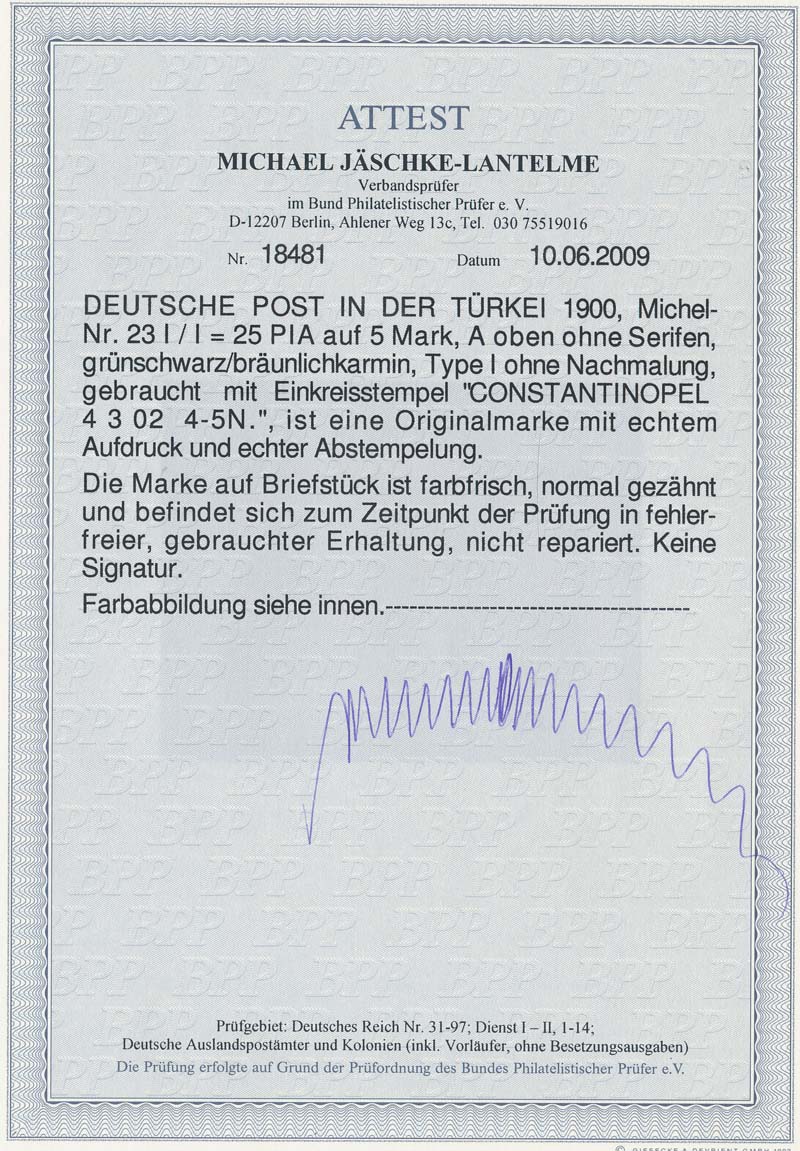 ATTEST
MICHAEL JÄSCHKE-LANTELME
Verbandsprüfer
im Bund Philatelistischer Prüfer e. V.
D-12207 Berlin, Ahlener Weg 13c, Tel. 030 75519016
Nr. 18481 Datum 10.06.2009
DEUTSCHE POST IN DER TÜRKEI 1900, Michel-
Nr. 23 I / I = 25 PIA auf 5 Mark, A oben ohne Serifen,
grünschwarz/bräunlichkarmin, Type I ohne Nachmalung,
gebraucht mit Einkreisstempel "CONSTANTINOPEL
4 3 02 4-5N.", ist eine Originalmarke mit echtem
Aufdruck und echter Abstempelung.
Die Marke auf Briefstück ist farbfrisch, normal gezähnt
und befindet sich zum Zeitpunkt der Prüfung in fehler-
freier, gebrauchter Erhaltung, nicht repariert. Keine
Signatur.
Farbabbildung siehe innen.--------------------------------------
Prüfgebiet: Deutsches Reich Nr. 31-97; Dienst I – II, 1-14;
Deutsche Auslandspostämter und Kolonien (inkl. Vorläufer, ohne Besetzungsausgaben)
Die Prüfung erfolgte auf Grund der Prüfordnung des Bundes Philatelistischer Prüfer e.V.